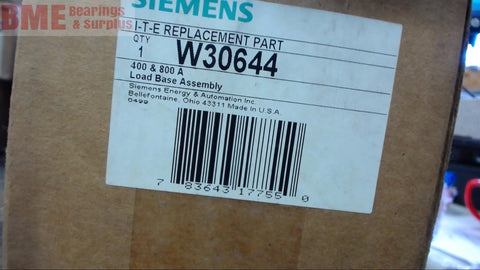 BME Bearings
& Surplus
SIEMENS
I-T-E REPLACEMENT PART
QTY
1
W30644
400 & 800 A
Load Base Assembly
Siemens Energy & Automation Inc.
Bellefontaine, Ohio 43311 Made In U.S.A.
0499
7 83643 17755 0